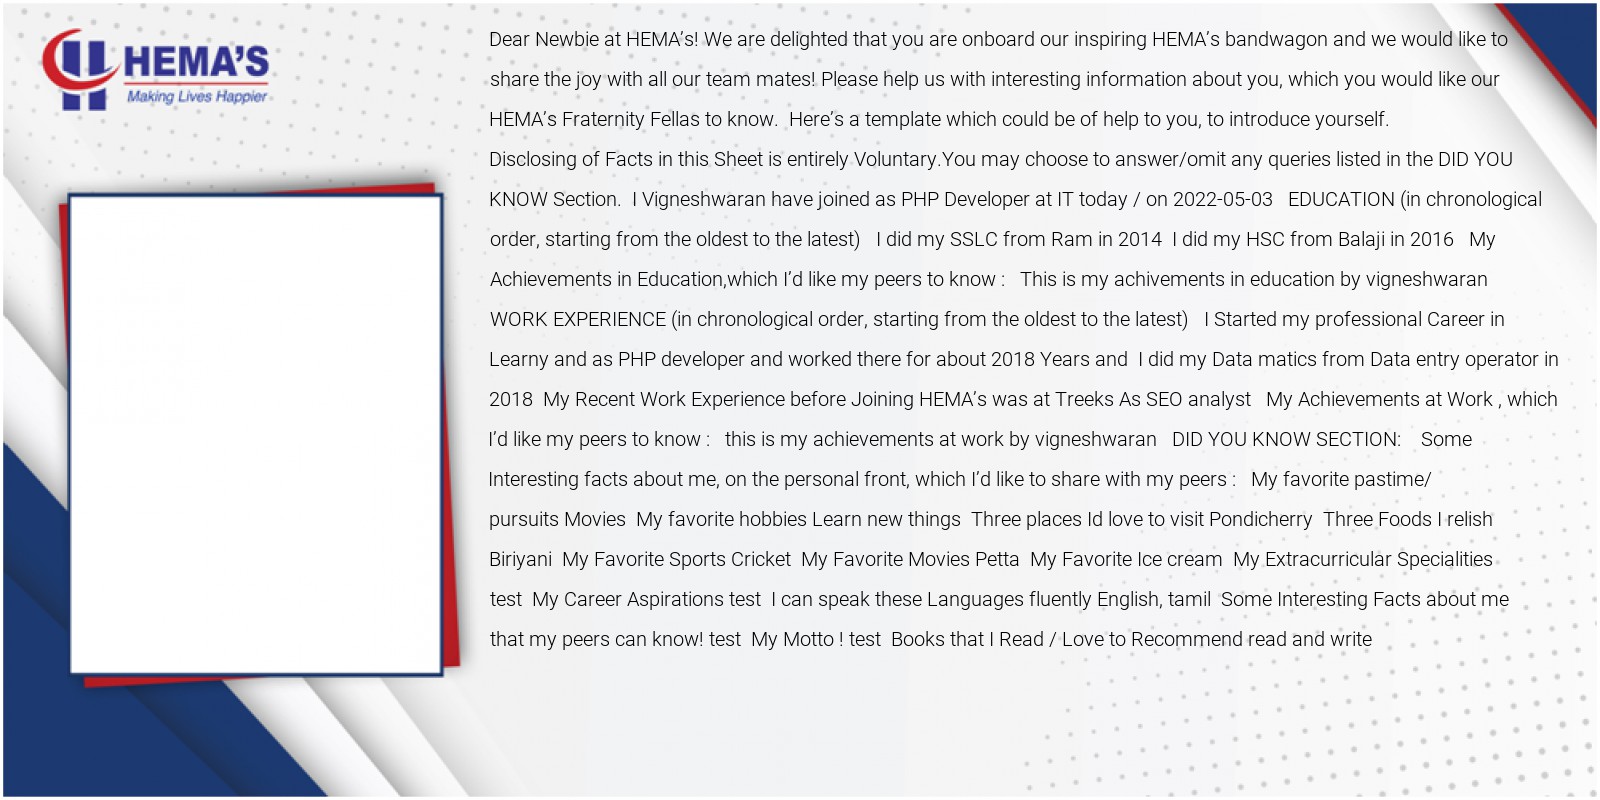 HEMA'S
Making Lives Happier
Dear Newbie at HEMA's! We are delighted that you are onboard our inspiring HEMA's bandwagon and we would like to
share the joy with all our team mates! Please help us with interesting information about you, which you would like our
HEMA's Fraternity Fellas to know.  Here's a template which could be of help to you, to introduce yourself.
Disclosing of Facts in this Sheet is entirely Voluntary.You may choose to answer/omit any queries listed in the DID YOU
KNOW Section.  I Vigneshwaran have joined as PHP Developer at IT today / on 2022-05-03   EDUCATION (in chronological
order, starting from the oldest to the latest)   I did my SSLC from Ram in 2014  I did my HSC from Balaji in 2016   My
Achievements in Education,which I'd like my peers to know :   This is my achivements in education by vigneshwaran
WORK EXPERIENCE (in chronological order, starting from the oldest to the latest)   I Started my professional Career in
Learny and as PHP developer and worked there for about 2018 Years and  I did my Data matics from Data entry operator in
2018  My Recent Work Experience before Joining HEMA's was at Treeks As SEO analyst   My Achievements at Work , which
I'd like my peers to know :   this is my achievements at work by vigneshwaran   DID YOU KNOW SECTION:    Some
Interesting facts about me, on the personal front, which I'd like to share with my peers :   My favorite pastime/
pursuits Movies  My favorite hobbies Learn new things  Three places Id love to visit Pondicherry  Three Foods I relish
Biriyani  My Favorite Sports Cricket  My Favorite Movies Petta  My Favorite Ice cream  My Extracurricular Specialities
test  My Career Aspirations test  I can speak these Languages fluently English, tamil  Some Interesting Facts about me
that my peers can know! test  My Motto ! test  Books that I Read / Love to Recommend read and write